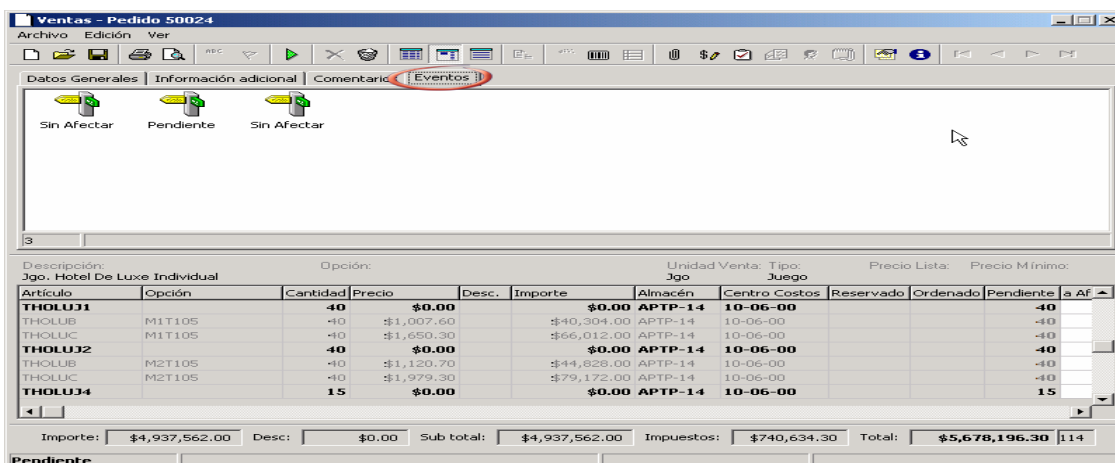 Ventas - Pedido 50024
Archivo Edición Ver
Datos Generales Información adicional Comentarios Eventos
Sin Afectar Pendiente Sin Afectar
3
Descripción: Opción: Unidad Venta: Tipo: Precio Lista: Precio Mínimo:
Jgo. Hotel De Luxe Individual Jgo Juego
Artículo Opción Cantidad Precio Desc. Importe Almacén Centro Costos Reservado Ordenado Pendiente a Af
THOLUJ1 40 $0.00 $0.00 APTP-14 10-06-00 40
THOLUB M1T105 40 $1,007.60 $40,304.00 APTP-14 10-06-00 40
THOLUC M1T105 40 $1,650.30 $66,012.00 APTP-14 10-06-00 40
THOLUJ2 40 $0.00 $0.00 APTP-14 10-06-00 40
THOLUB M2T105 40 $1,120.70 $44,828.00 APTP-14 10-06-00 40
THOLUC M2T105 40 $1,979.30 $79,172.00 APTP-14 10-06-00 40
THOLUJ4 15 $0.00 $0.00 APTP-14 10-06-00 15
Importe: $4,937,562.00 Desc: $0.00 Sub total: $4,937,562.00 Impuestos: $740,634.30 Total: $5,678,196.30 114
Pendiente